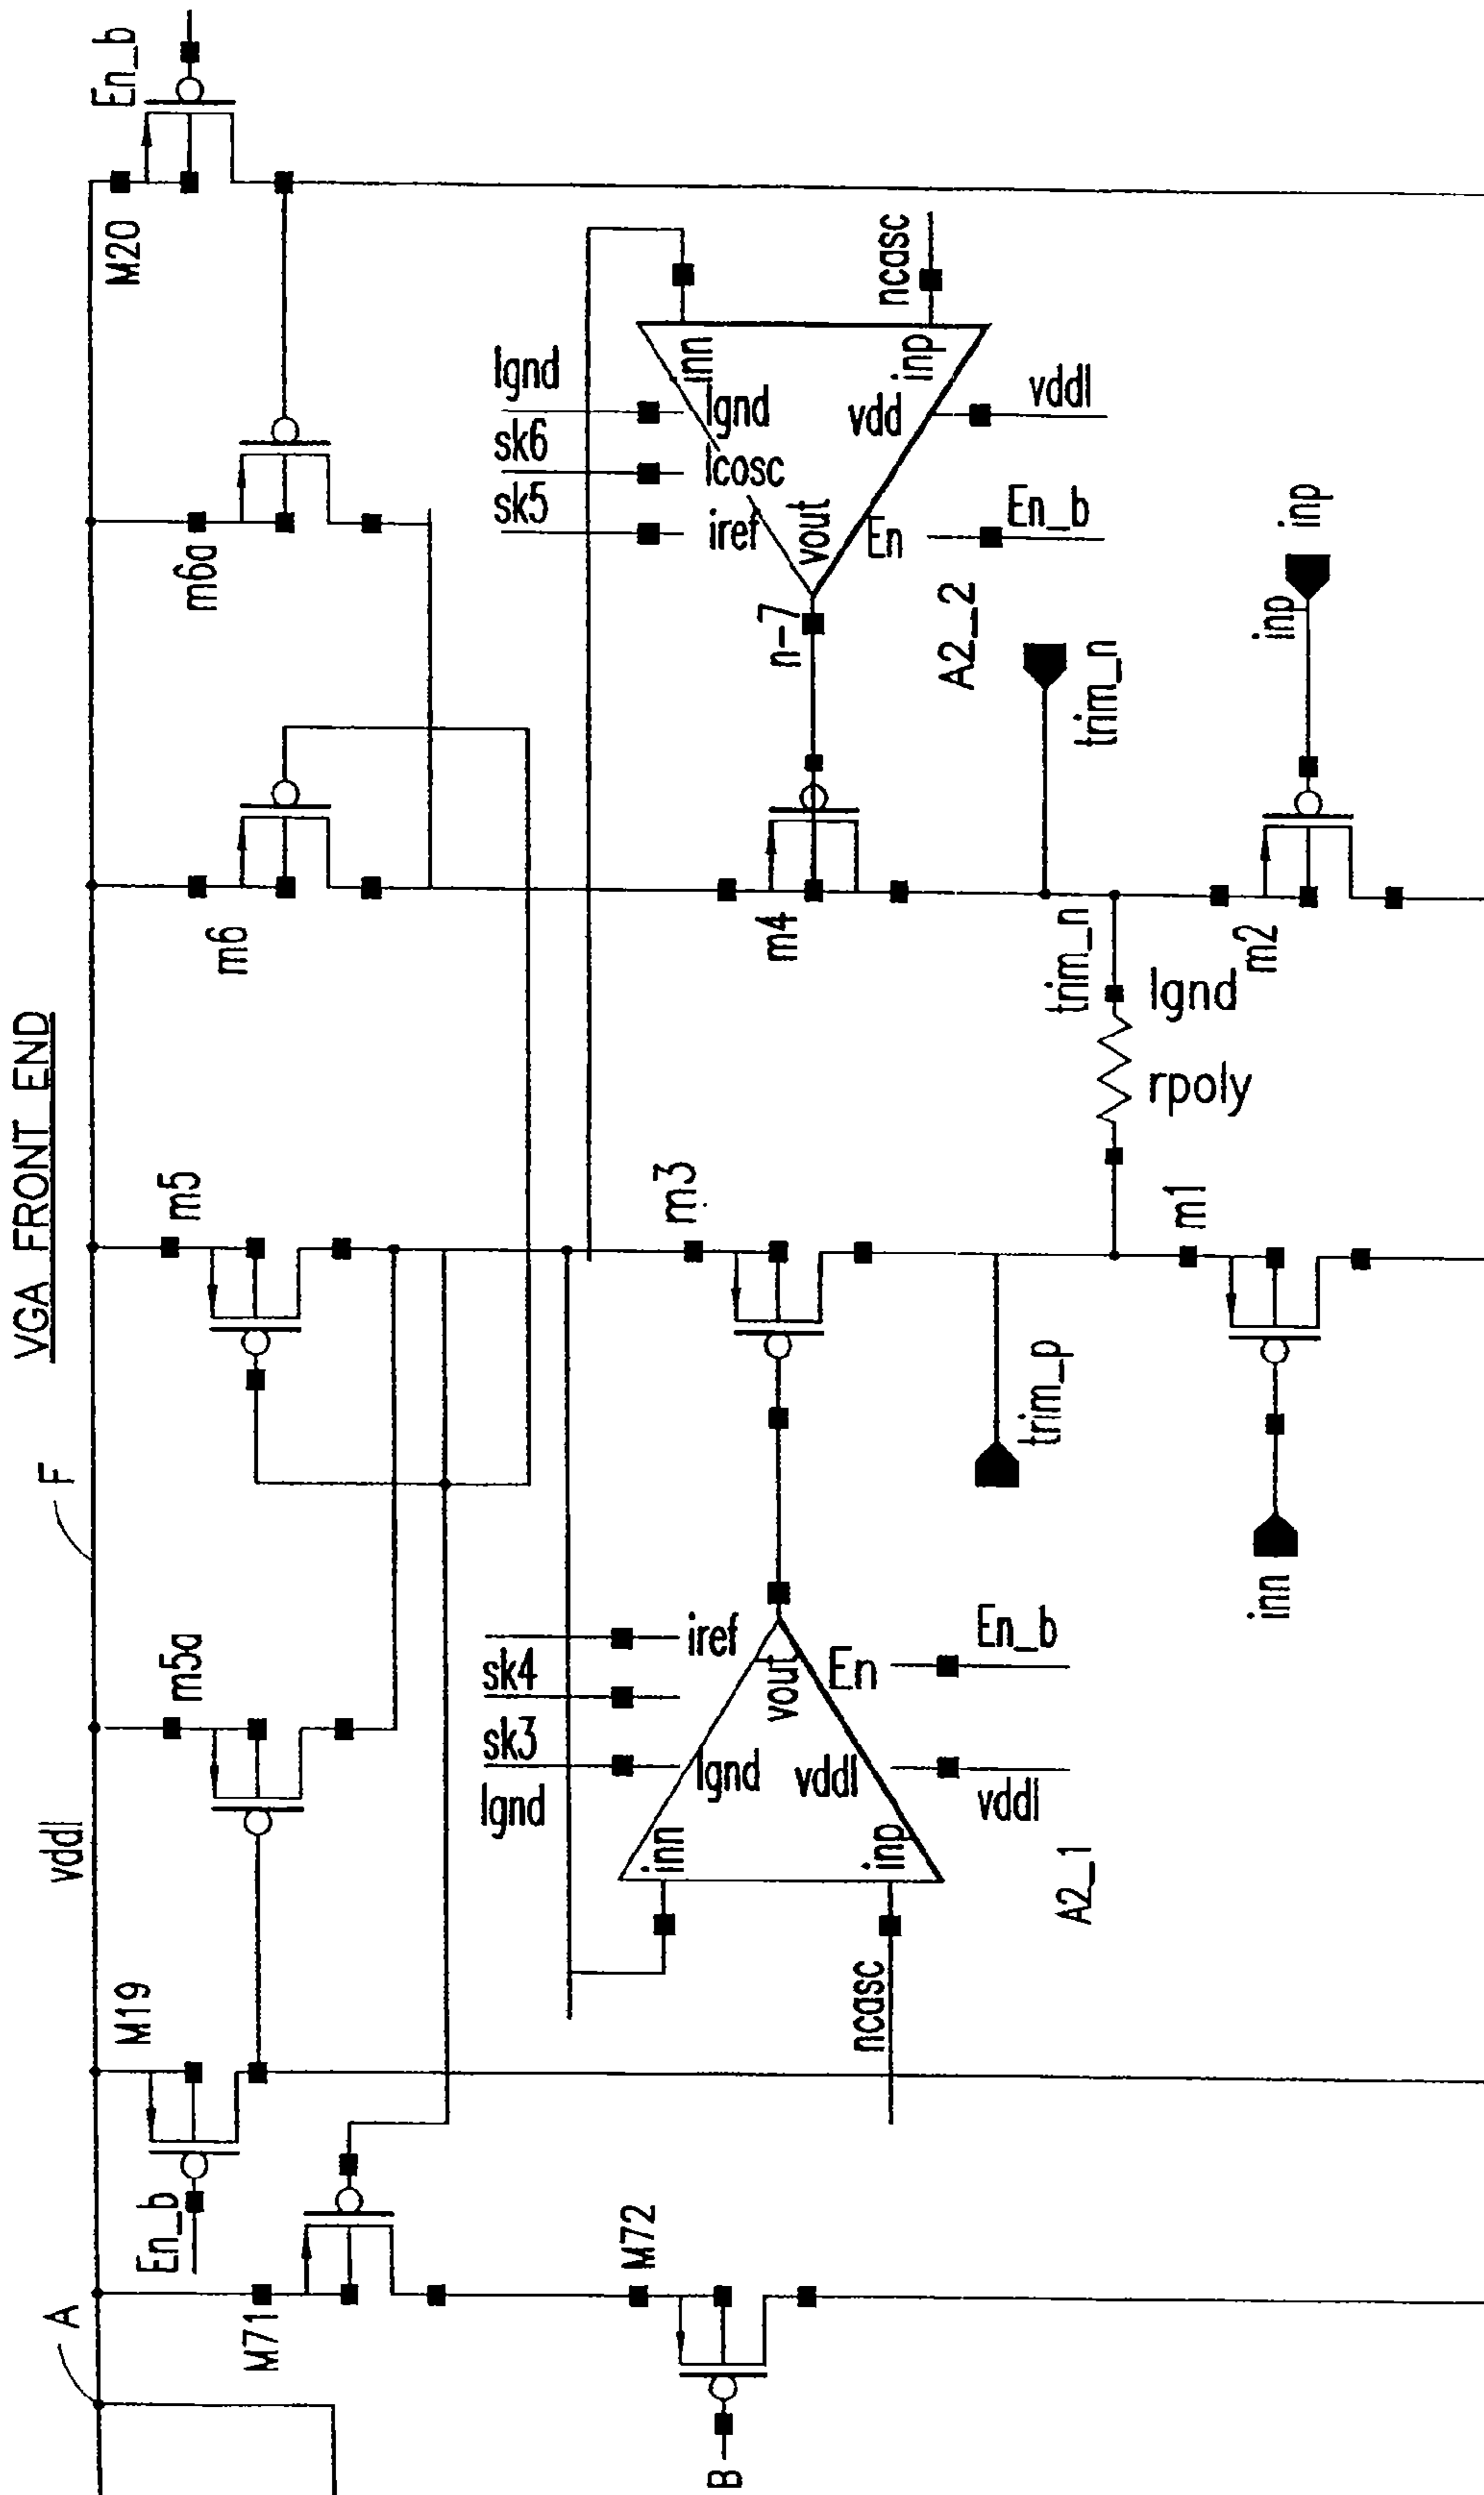 VGA FRONT END
A
F
vddl
En_b
M19
M20
En_b
M71
m5a
m5
m6
m6a
M72
B
lgnd
sk3
sk4
iref
lgnd
vout
inn
inp
vddl
En
En_b
vddl
ncasc
A2_1
lgnd
sk6
sk5
lgnd
lcosc
iref
inn
inp
vdd
vout
En
ncasc
vddl
En_b
A2_2
n-7
m3
m4
trim_p
trim_n
trim_n
lgnd
rpoly
m1
m2
inn
inp
inp